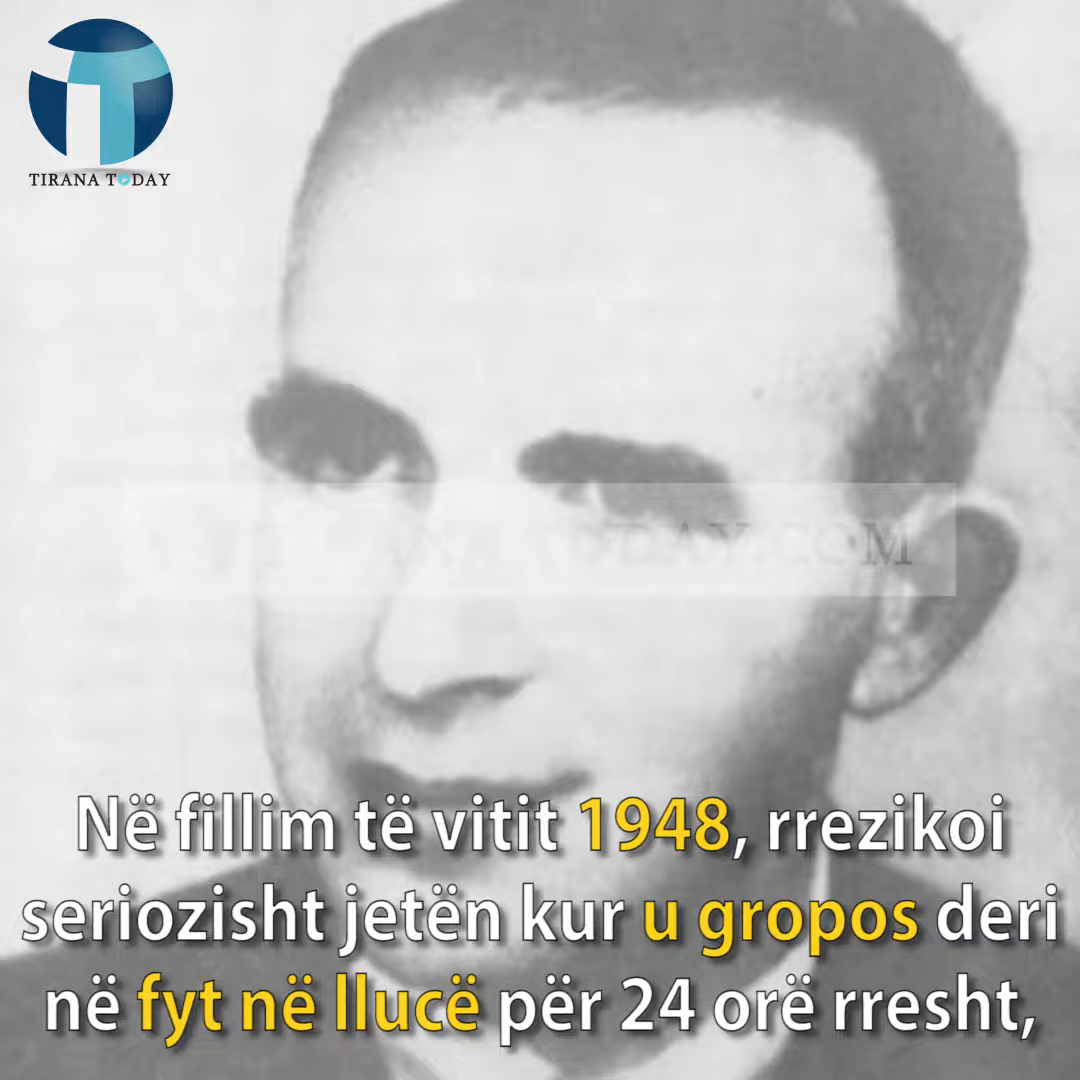 TIRANA TODAY
Në fillim të vitit 1948, rrezikoi
seriozisht jetën kur u gropos deri
në fyt në llucë për 24 orë rresht,